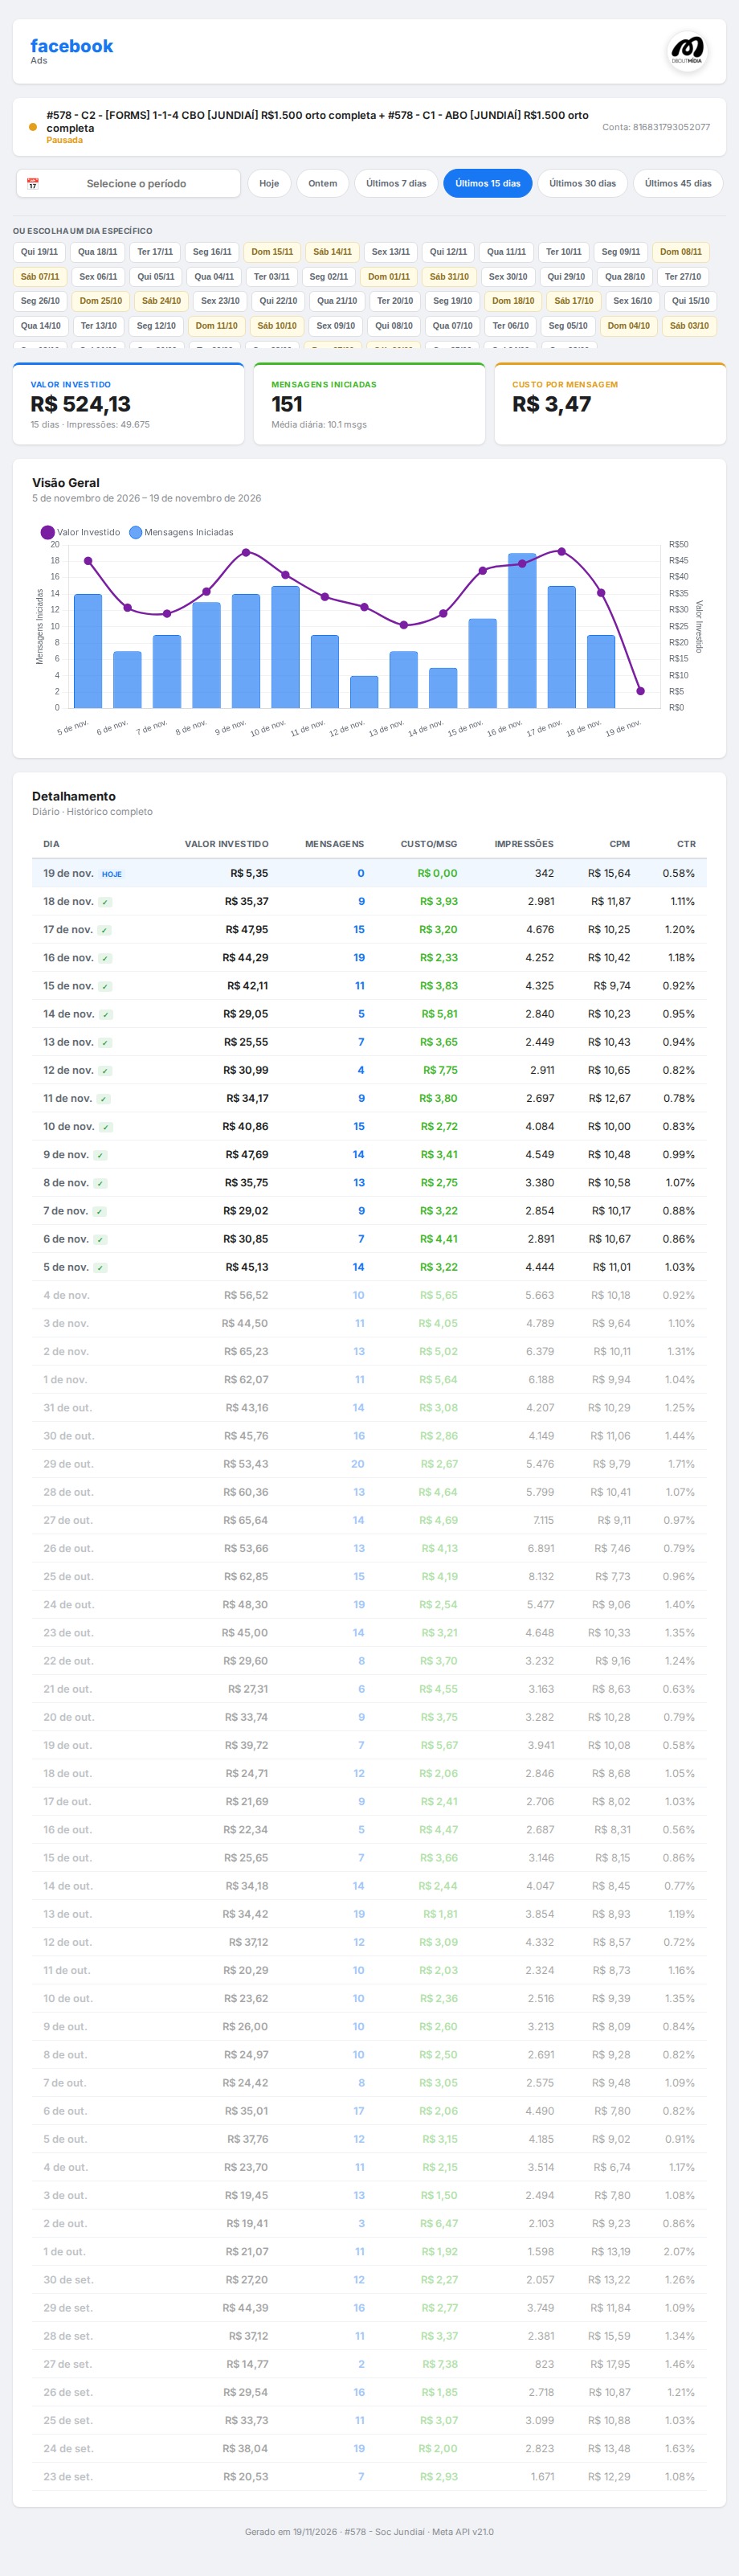 facebook
Ads
DBOUTMÍDIA
#578 - C2 - [FORMS] 1-1-4 CBO [JUNDIAÍ] R$1.500 orto completa + #578 - C1 - ABO [JUNDIAÍ] R$1.500 orto
completa
Pausada
Conta: 816831793052077
📅 Selecione o período
Hoje Ontem Últimos 7 dias Últimos 15 dias Últimos 30 dias Últimos 45 dias
OU ESCOLHA UM DIA ESPECÍFICO
Qui 19/11 Qua 18/11 Ter 17/11 Seg 16/11 Dom 15/11 Sáb 14/11 Sex 13/11 Qui 12/11 Qua 11/11 Ter 10/11 Seg 09/11 Dom 08/11
Sáb 07/11 Sex 06/11 Qui 05/11 Qua 04/11 Ter 03/11 Seg 02/11 Dom 01/11 Sáb 31/10 Sex 30/10 Qui 29/10 Qua 28/10 Ter 27/10
Seg 26/10 Dom 25/10 Sáb 24/10 Sex 23/10 Qui 22/10 Qua 21/10 Ter 20/10 Seg 19/10 Dom 18/10 Sáb 17/10 Sex 16/10 Qui 15/10
Qua 14/10 Ter 13/10 Seg 12/10 Dom 11/10 Sáb 10/10 Sex 09/10 Qui 08/10 Qua 07/10 Ter 06/10 Seg 05/10 Dom 04/10 Sáb 03/10
VALOR INVESTIDO
R$ 524,13
15 dias · Impressões: 49.675
MENSAGENS INICIADAS
151
Média diária: 10.1 msgs
CUSTO POR MENSAGEM
R$ 3,47
Visão Geral
5 de novembro de 2026 – 19 de novembro de 2026
Valor Investido Mensagens Iniciadas
Mensagens Iniciadas
20
18
16
14
12
10
8
6
4
2
0
R$50
R$45
R$40
R$35
R$30
R$25
R$20
R$15
R$10
R$5
R$0
Valor Investido
5 de nov. 6 de nov. 7 de nov. 8 de nov. 9 de nov. 10 de nov. 11 de nov. 12 de nov. 13 de nov. 14 de nov. 15 de nov. 16 de nov. 17 de nov. 18 de nov. 19 de nov.
Detalhamento
Diário · Histórico completo
DIA VALOR INVESTIDO MENSAGENS CUSTO/MSG IMPRESSÕES CPM CTR
19 de nov. HOJE R$ 5,35 0 R$ 0,00 342 R$ 15,64 0.58%
18 de nov. ✓ R$ 35,37 9 R$ 3,93 2.981 R$ 11,87 1.11%
17 de nov. ✓ R$ 47,95 15 R$ 3,20 4.676 R$ 10,25 1.20%
16 de nov. ✓ R$ 44,29 19 R$ 2,33 4.252 R$ 10,42 1.18%
15 de nov. ✓ R$ 42,11 11 R$ 3,83 4.325 R$ 9,74 0.92%
14 de nov. ✓ R$ 29,05 5 R$ 5,81 2.840 R$ 10,23 0.95%
13 de nov. ✓ R$ 25,55 7 R$ 3,65 2.449 R$ 10,43 0.94%
12 de nov. ✓ R$ 30,99 4 R$ 7,75 2.911 R$ 10,65 0.82%
11 de nov. ✓ R$ 34,17 9 R$ 3,80 2.697 R$ 12,67 0.78%
10 de nov. ✓ R$ 40,86 15 R$ 2,72 4.084 R$ 10,00 0.83%
9 de nov. ✓ R$ 47,69 14 R$ 3,41 4.549 R$ 10,48 0.99%
8 de nov. ✓ R$ 35,75 13 R$ 2,75 3.380 R$ 10,58 1.07%
7 de nov. ✓ R$ 29,02 9 R$ 3,22 2.854 R$ 10,17 0.88%
6 de nov. ✓ R$ 30,85 7 R$ 4,41 2.891 R$ 10,67 0.86%
5 de nov. ✓ R$ 45,13 14 R$ 3,22 4.444 R$ 11,01 1.03%
4 de nov. R$ 56,52 10 R$ 5,65 5.663 R$ 10,18 0.92%
3 de nov. R$ 44,50 11 R$ 4,05 4.789 R$ 9,64 1.10%
2 de nov. R$ 65,23 13 R$ 5,02 6.379 R$ 10,11 1.31%
1 de nov. R$ 62,07 11 R$ 5,64 6.188 R$ 9,94 1.04%
31 de out. R$ 43,16 14 R$ 3,08 4.207 R$ 10,29 1.25%
30 de out. R$ 45,76 16 R$ 2,86 4.149 R$ 11,06 1.44%
29 de out. R$ 53,43 20 R$ 2,67 5.476 R$ 9,79 1.71%
28 de out. R$ 60,36 13 R$ 4,64 5.799 R$ 10,41 1.07%
27 de out. R$ 65,64 14 R$ 4,69 7.115 R$ 9,11 0.97%
26 de out. R$ 53,66 13 R$ 4,13 6.891 R$ 7,46 0.79%
25 de out. R$ 62,85 15 R$ 4,19 8.132 R$ 7,73 0.96%
24 de out. R$ 48,30 19 R$ 2,54 5.477 R$ 9,06 1.40%
23 de out. R$ 45,00 14 R$ 3,21 4.648 R$ 10,33 1.35%
22 de out. R$ 29,60 8 R$ 3,70 3.232 R$ 9,16 1.24%
21 de out. R$ 27,31 6 R$ 4,55 3.163 R$ 8,63 0.63%
20 de out. R$ 33,74 9 R$ 3,75 3.282 R$ 10,28 0.79%
19 de out. R$ 39,72 7 R$ 5,67 3.941 R$ 10,08 0.58%
18 de out. R$ 24,71 12 R$ 2,06 2.846 R$ 8,68 1.05%
17 de out. R$ 21,69 9 R$ 2,41 2.706 R$ 8,02 1.03%
16 de out. R$ 22,34 5 R$ 4,47 2.687 R$ 8,31 0.56%
15 de out. R$ 25,65 7 R$ 3,66 3.146 R$ 8,15 0.86%
14 de out. R$ 34,18 14 R$ 2,44 4.047 R$ 8,45 0.77%
13 de out. R$ 34,42 19 R$ 1,81 3.854 R$ 8,93 1.19%
12 de out. R$ 37,12 12 R$ 3,09 4.332 R$ 8,57 0.72%
11 de out. R$ 20,29 10 R$ 2,03 2.324 R$ 8,73 1.16%
10 de out. R$ 23,62 10 R$ 2,36 2.516 R$ 9,39 1.35%
9 de out. R$ 26,00 10 R$ 2,60 3.213 R$ 8,09 0.84%
8 de out. R$ 24,97 10 R$ 2,50 2.691 R$ 9,28 0.82%
7 de out. R$ 24,42 8 R$ 3,05 2.575 R$ 9,48 1.09%
6 de out. R$ 35,01 17 R$ 2,06 4.490 R$ 7,80 0.82%
5 de out. R$ 37,76 12 R$ 3,15 4.185 R$ 9,02 0.91%
4 de out. R$ 23,70 11 R$ 2,15 3.514 R$ 6,74 1.17%
3 de out. R$ 19,45 13 R$ 1,50 2.494 R$ 7,80 1.08%
2 de out. R$ 19,41 3 R$ 6,47 2.103 R$ 9,23 0.86%
1 de out. R$ 21,07 11 R$ 1,92 1.598 R$ 13,19 2.07%
30 de set. R$ 27,20 12 R$ 2,27 2.057 R$ 13,22 1.26%
29 de set. R$ 44,39 16 R$ 2,77 3.749 R$ 11,84 1.09%
28 de set. R$ 37,12 11 R$ 3,37 2.381 R$ 15,59 1.34%
27 de set. R$ 14,77 2 R$ 7,38 823 R$ 17,95 1.46%
26 de set. R$ 29,54 16 R$ 1,85 2.718 R$ 10,87 1.21%
25 de set. R$ 33,73 11 R$ 3,07 3.099 R$ 10,88 1.03%
24 de set. R$ 38,04 19 R$ 2,00 2.823 R$ 13,48 1.63%
23 de set. R$ 20,53 7 R$ 2,93 1.671 R$ 12,29 1.08%
Gerado em 19/11/2026 · #578 - Soc Jundiaí · Meta API v21.0